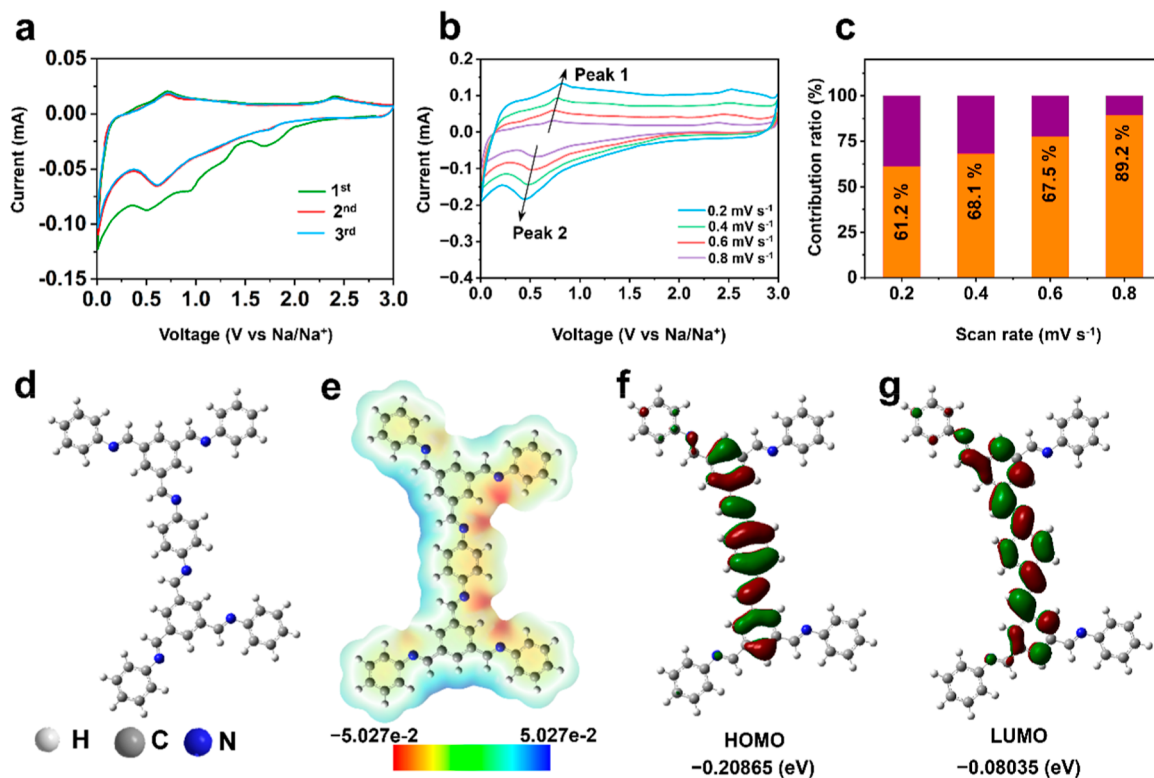 a
0.05
0.00
-0.05
-0.10
-0.15
Current (mA)
1st
2nd
3rd
0.0 0.5 1.0 1.5 2.0 2.5 3.0
Voltage (V vs Na/Na⁺)
b
0.2
0.1
0.0
-0.1
-0.2
-0.3
-0.4
Current (mA)
Peak 1
Peak 2
0.2 mV s⁻¹
0.4 mV s⁻¹
0.6 mV s⁻¹
0.8 mV s⁻¹
0.0 0.5 1.0 1.5 2.0 2.5 3.0
Voltage (V vs Na/Na⁺)
c
100
75
50
25
0
Contribution ratio (%)
61.2 %
68.1 %
67.5 %
89.2 %
0.2 0.4 0.6 0.8
Scan rate (mV s⁻¹)
d
H C N
e
−5.027e-2 5.027e-2
f
HOMO
−0.20865 (eV)
g
LUMO
−0.08035 (eV)